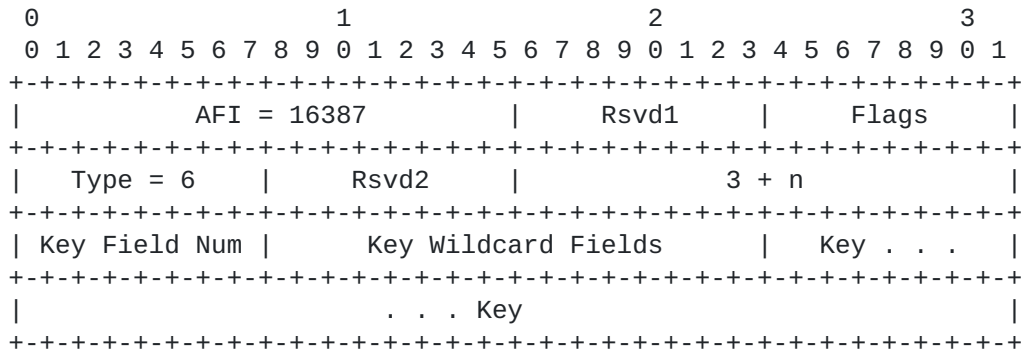 0                   1                   2                   3
 0 1 2 3 4 5 6 7 8 9 0 1 2 3 4 5 6 7 8 9 0 1 2 3 4 5 6 7 8 9 0 1
+-+-+-+-+-+-+-+-+-+-+-+-+-+-+-+-+-+-+-+-+-+-+-+-+-+-+-+-+-+-+-+-+
|           AFI = 16387         |     Rsvd1     |     Flags     |
+-+-+-+-+-+-+-+-+-+-+-+-+-+-+-+-+-+-+-+-+-+-+-+-+-+-+-+-+-+-+-+-+
|   Type = 6    |     Rsvd2     |             3 + n             |
+-+-+-+-+-+-+-+-+-+-+-+-+-+-+-+-+-+-+-+-+-+-+-+-+-+-+-+-+-+-+-+-+
| Key Field Num |      Key Wildcard Fields      |   Key . . .   |
+-+-+-+-+-+-+-+-+-+-+-+-+-+-+-+-+-+-+-+-+-+-+-+-+-+-+-+-+-+-+-+-+
|                       . . . Key                               |
+-+-+-+-+-+-+-+-+-+-+-+-+-+-+-+-+-+-+-+-+-+-+-+-+-+-+-+-+-+-+-+-+